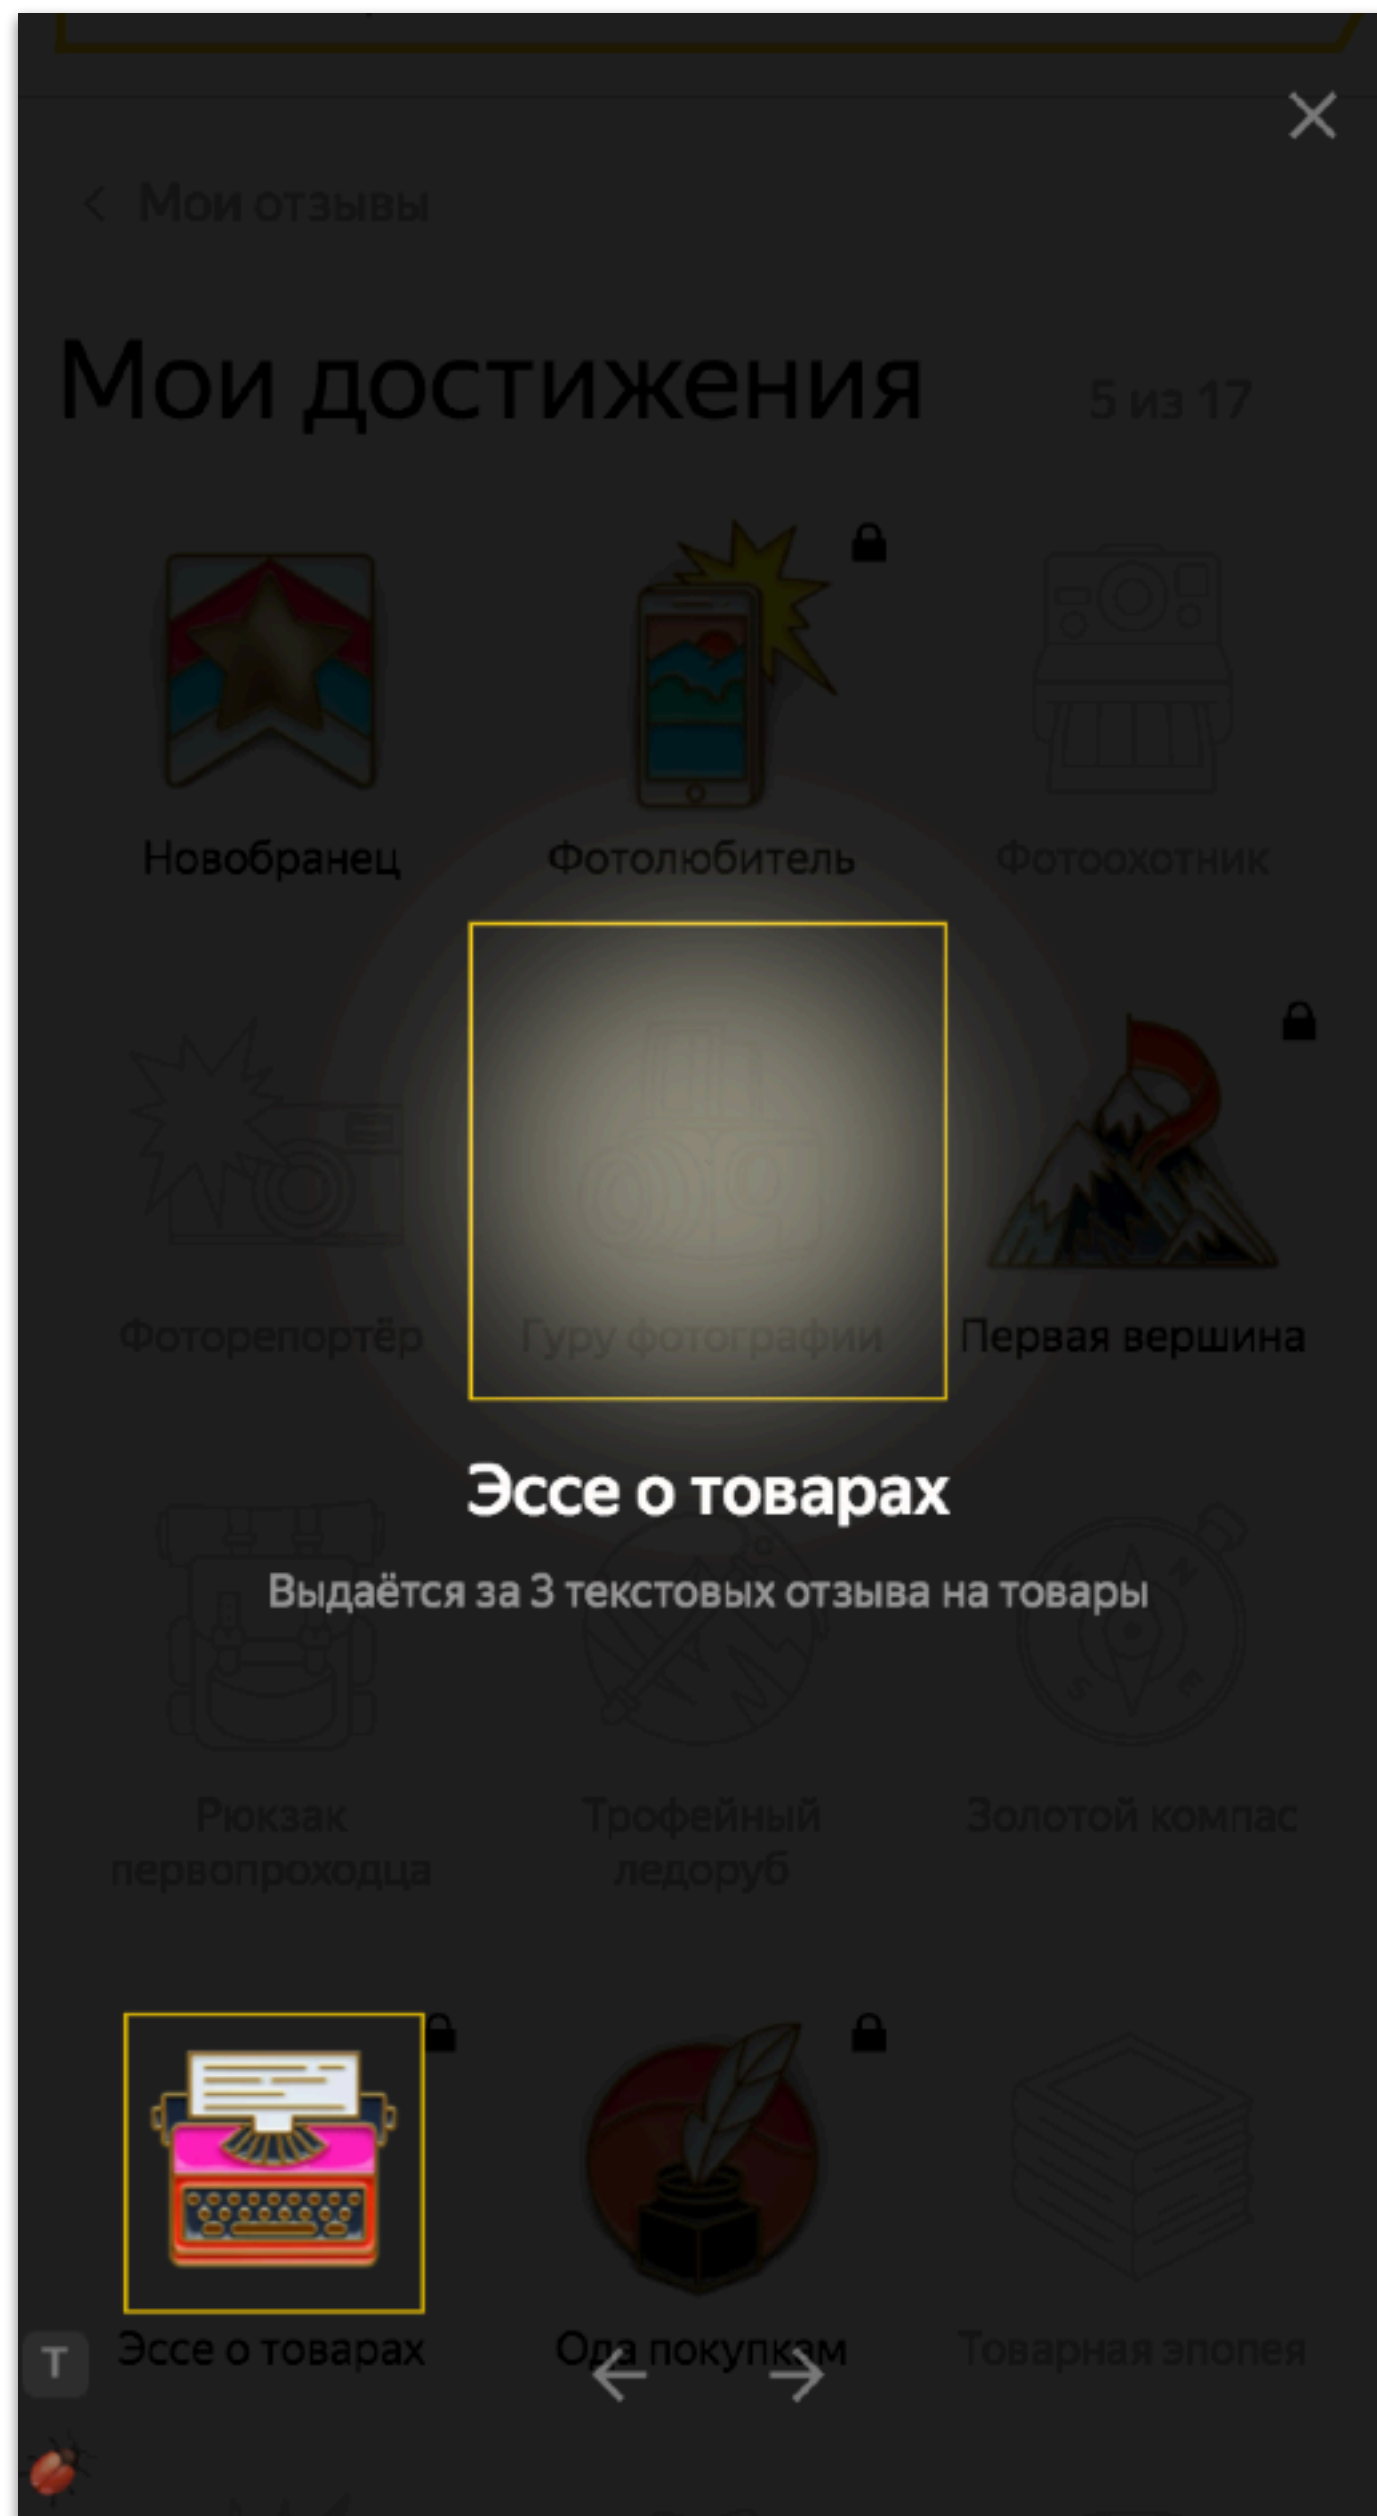 Мои отзывы
Мои достижения
5 из 17
Новобранец
Фотолюбитель
Фотоохотник
Фоторепортёр
Гуру фотографии
Первая вершина
Эссе о товарах
Выдаётся за 3 текстовых отзыва на товары
Рюкзак
первопроходца
Трофейный
ледоруб
Золотой компас
Эссе о товарах
Ода покупкам
Товарная эпопея
T